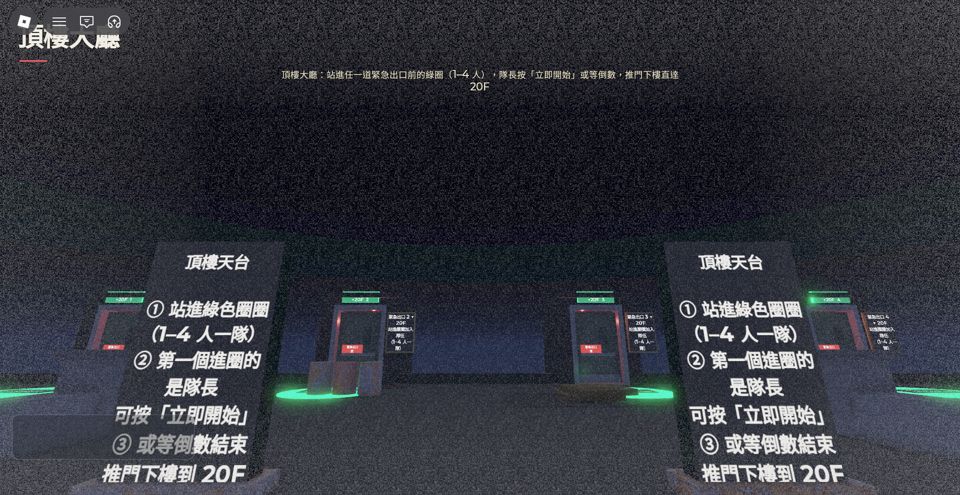 頂樓大廳
頂樓大廳：站進任一道緊急出口前的綠圈（1–4 人），隊長按「立即開始」或等倒數，推門下樓直達
20F
頂樓天台
① 站進綠色圈圈
（1–4 人一隊）
② 第一個進圈的
是隊長
可按「立即開始」
③ 或等倒數結束
推門下樓到 20F
頂樓天台
① 站進綠色圈圈
（1–4 人一隊）
② 第一個進圈的
是隊長
可按「立即開始」
③ 或等倒數結束
推門下樓到 20F